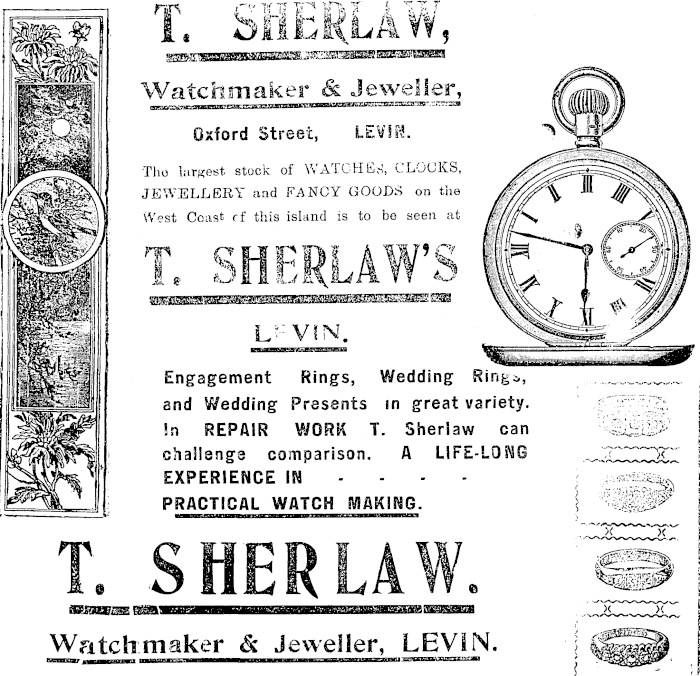 T. SHERLAW,
Watchmaker & Jeweller,
Oxford Street, LEVIN.
The largest stock of WATCHES, CLOCKS,
JEWELLERY and FANCY GOODS on the
West Coast of this island is to be seen at
T. SHERLAW'S
LEVIN.
Engagement Rings, Wedding Rings,
and Wedding Presents in great variety.
In REPAIR WORK T. Sherlaw can
challenge comparison. A LIFE-LONG
EXPERIENCE IN - - - -
PRACTICAL WATCH MAKING.
T. SHERLAW.
Watchmaker & Jeweller, LEVIN.